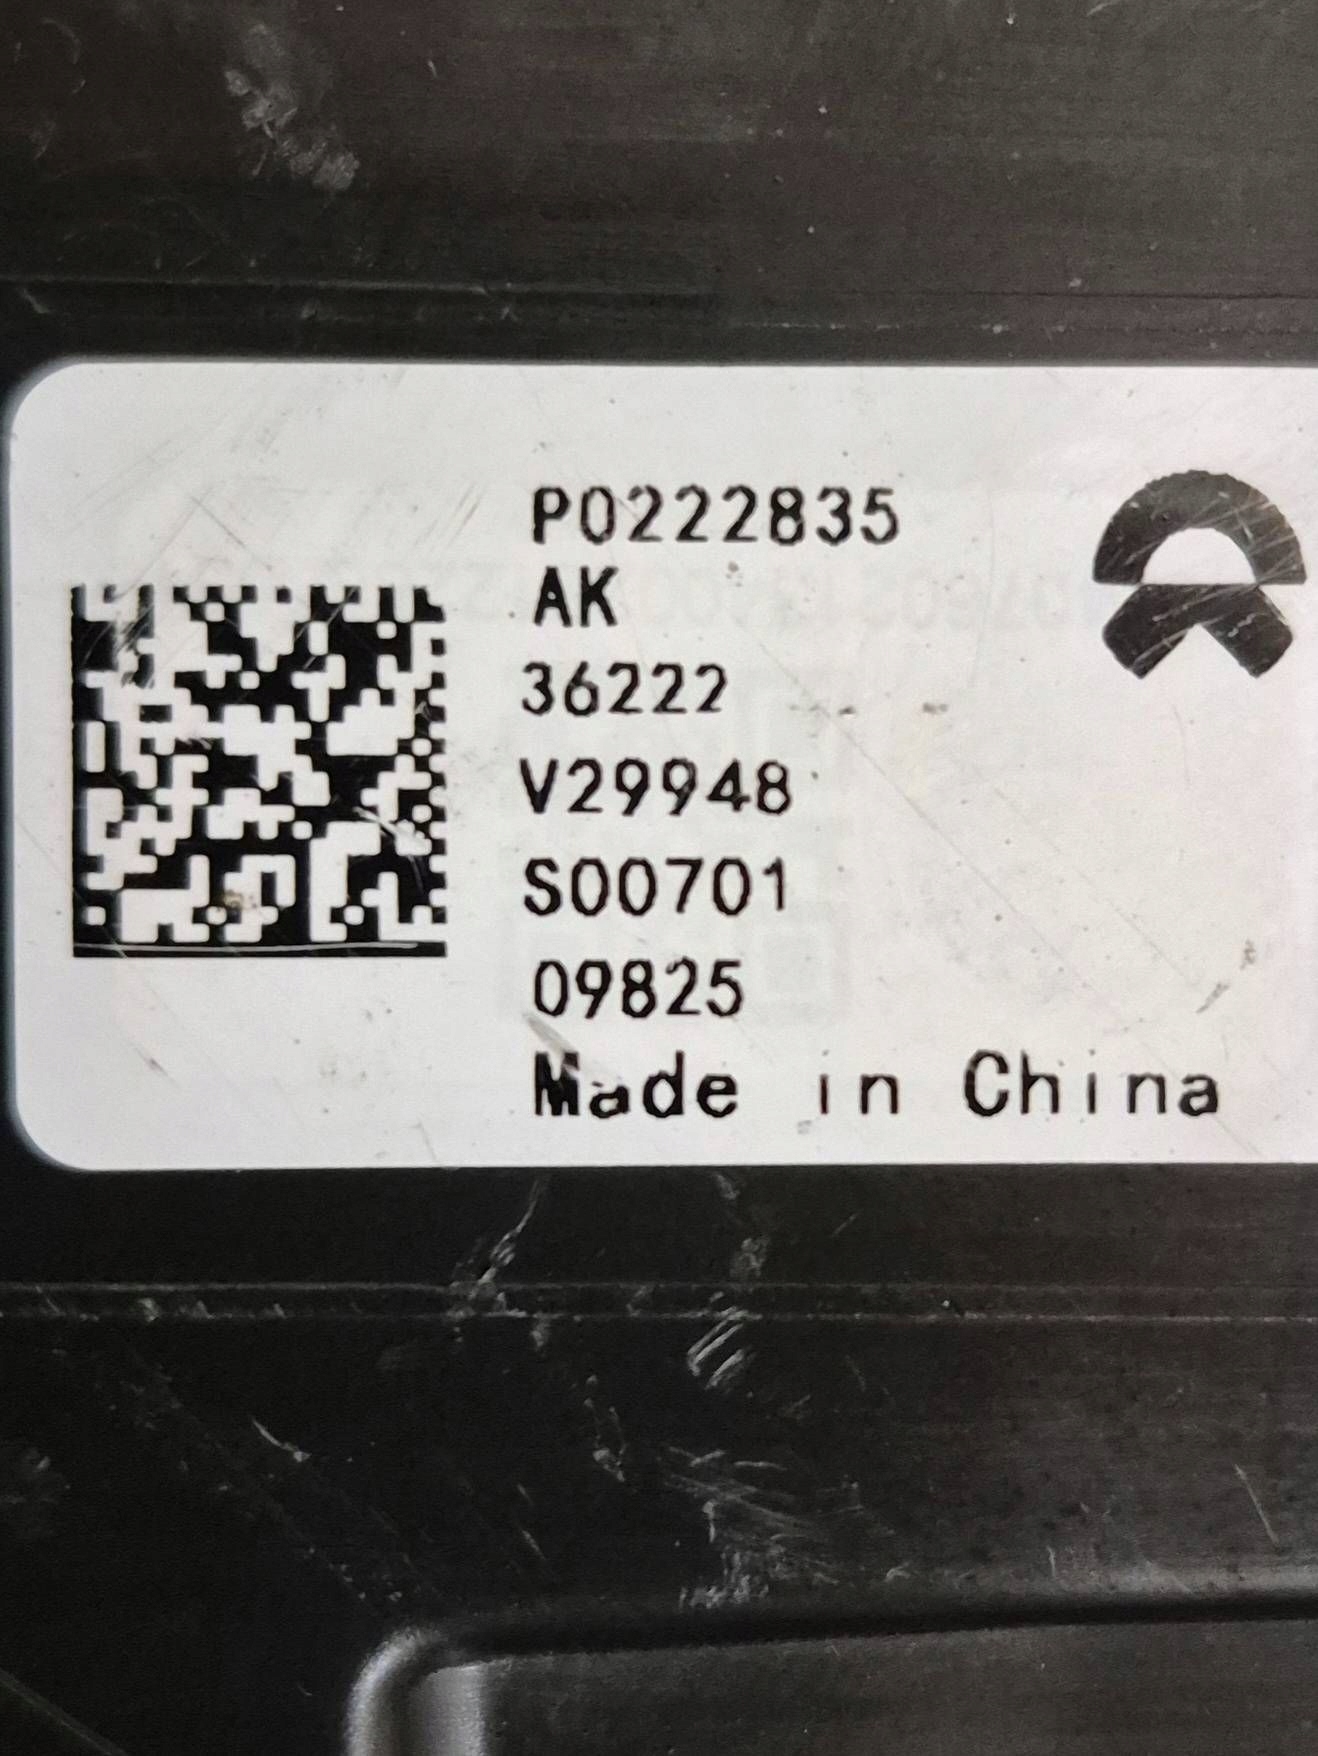 P0222835
AK
36222
V29948
S00701
09825
Made in China